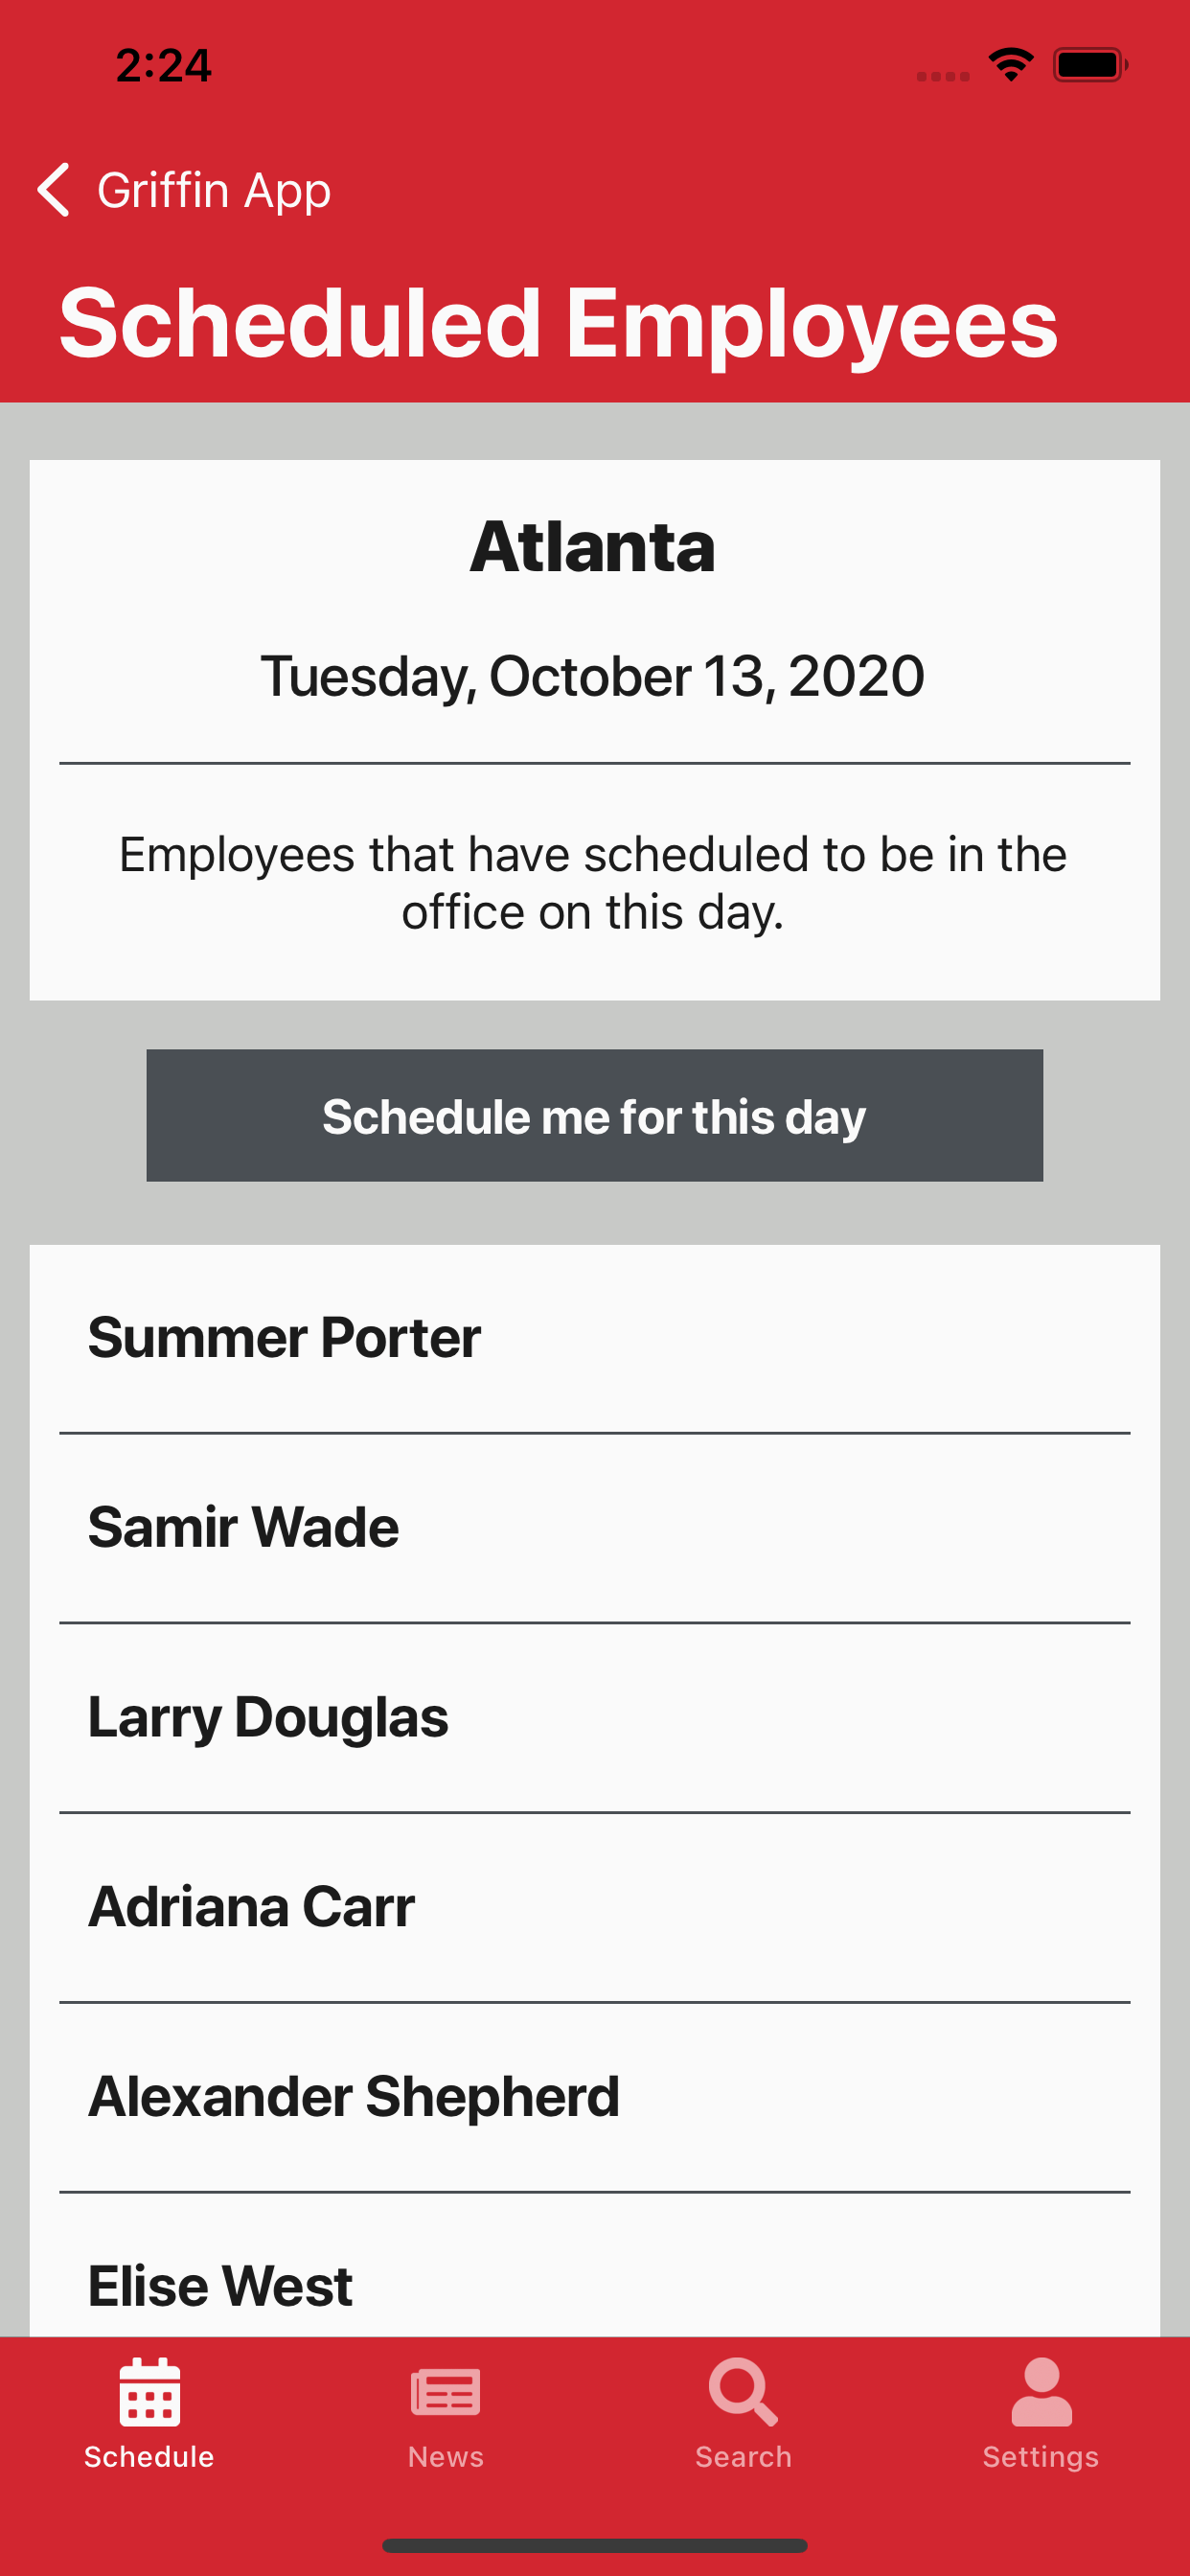 2:24
Griffin App
Scheduled Employees
Atlanta
Tuesday, October 13, 2020
Employees that have scheduled to be in the
office on this day.
Schedule me for this day
Summer Porter
Samir Wade
Larry Douglas
Adriana Carr
Alexander Shepherd
Elise West
Schedule
News
Search
Settings